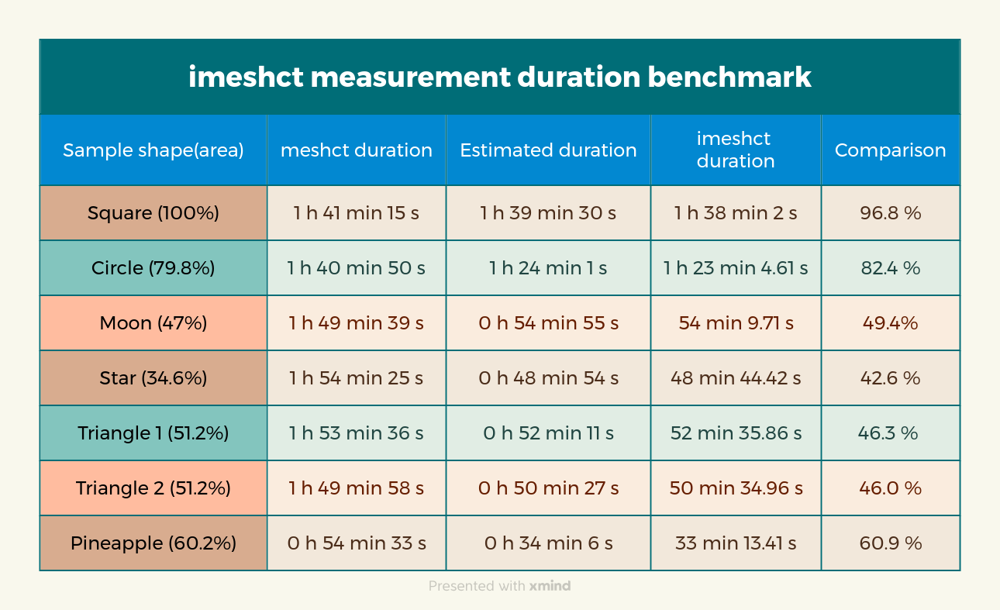 imeshct measurement duration benchmark
Sample shape(area) meshct duration Estimated duration imeshct duration Comparison
Square (100%) 1 h 41 min 15 s 1 h 39 min 30 s 1 h 38 min 2 s 96.8 %
Circle (79.8%) 1 h 40 min 50 s 1 h 24 min 1 s 1 h 23 min 4.61 s 82.4 %
Moon (47%) 1 h 49 min 39 s 0 h 54 min 55 s 54 min 9.71 s 49.4%
Star (34.6%) 1 h 54 min 25 s 0 h 48 min 54 s 48 min 44.42 s 42.6 %
Triangle 1 (51.2%) 1 h 53 min 36 s 0 h 52 min 11 s 52 min 35.86 s 46.3 %
Triangle 2 (51.2%) 1 h 49 min 58 s 0 h 50 min 27 s 50 min 34.96 s 46.0 %
Pineapple (60.2%) 0 h 54 min 33 s 0 h 34 min 6 s 33 min 13.41 s 60.9 %
Presented with xmind